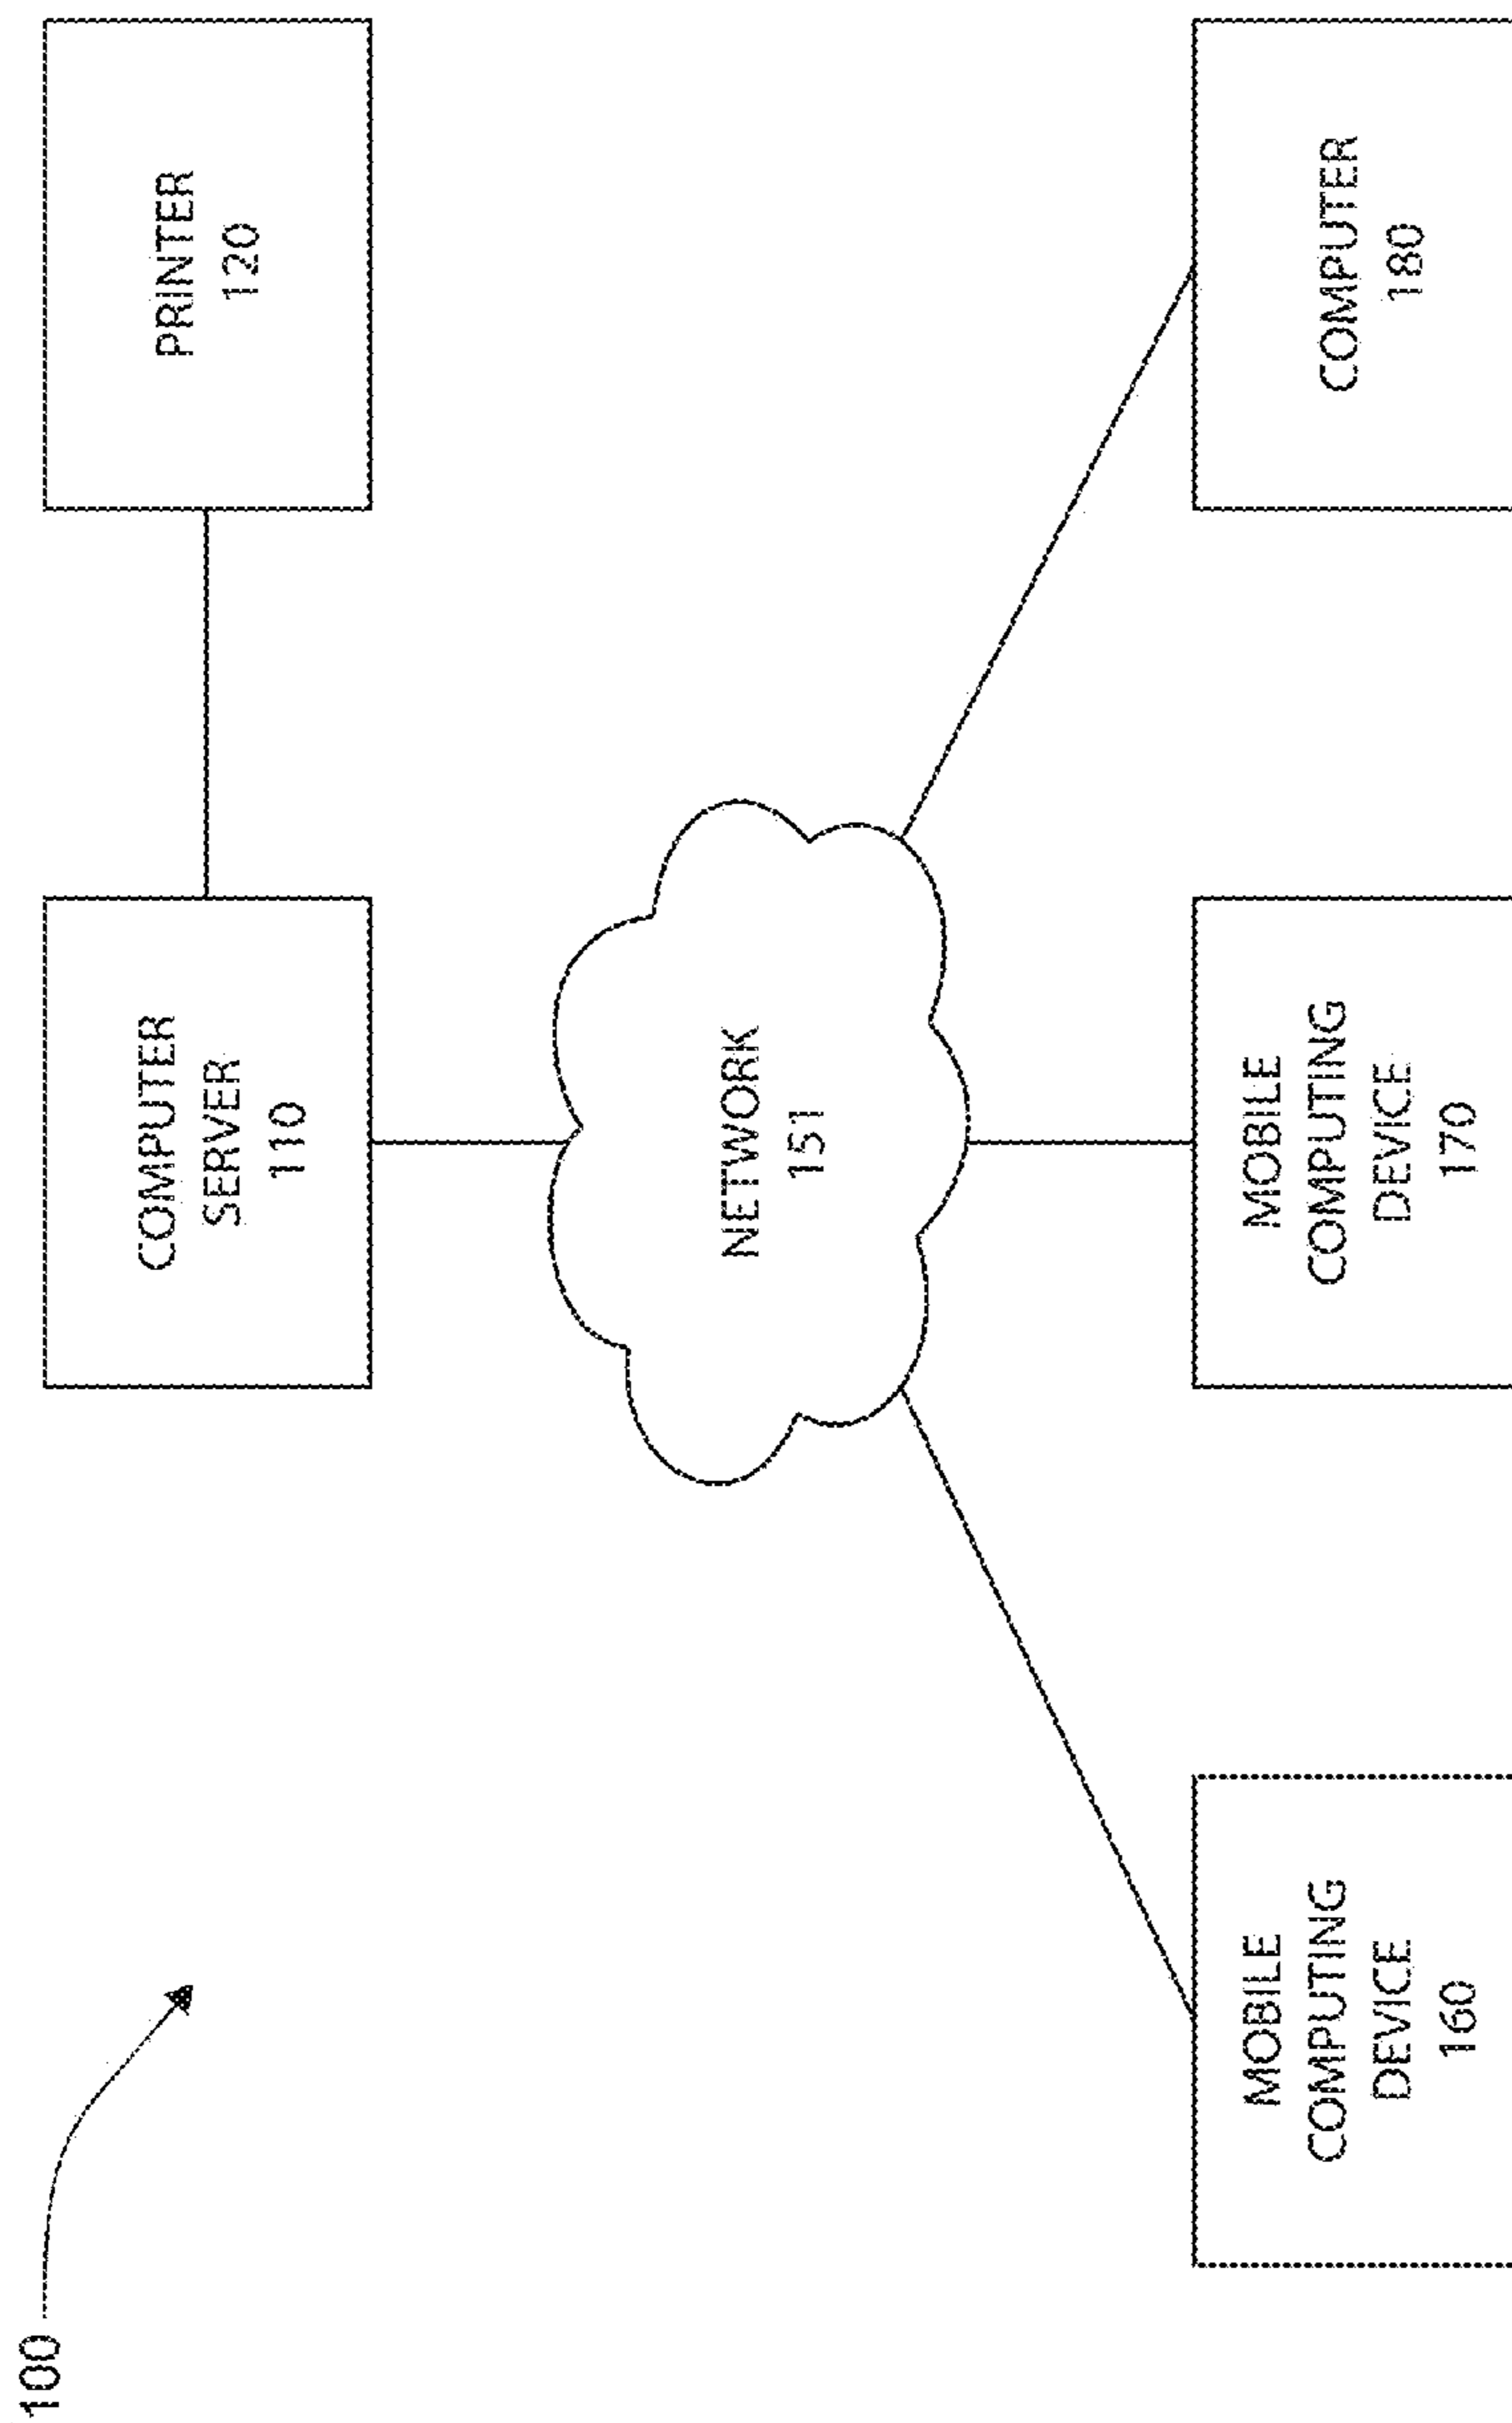 100
COMPUTER
SERVER
110
PRINTER
120
NETWORK
151
MOBILE
COMPUTING
DEVICE
160
MOBILE
COMPUTING
DEVICE
170
COMPUTER
180